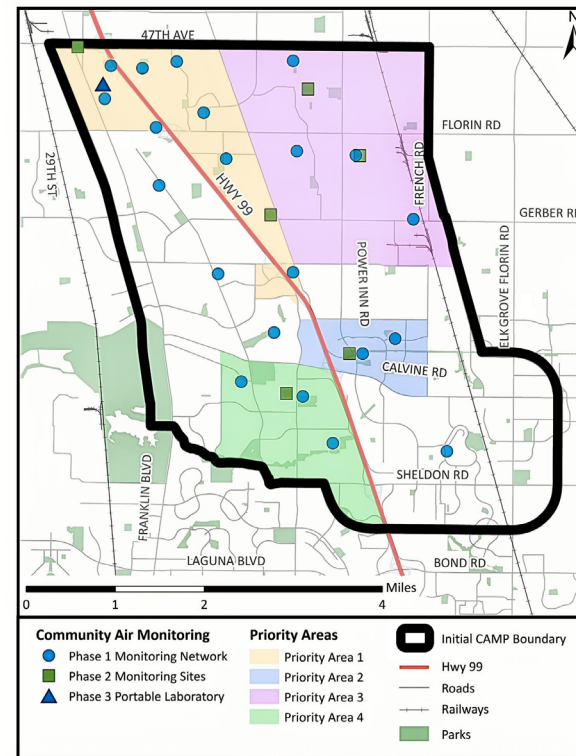 N
47TH AVE
FLORIN RD
29TH ST
FRENCH RD
HWY 99
GERBER RD
POWER INN RD
ELKGROVE FLORIN RD
CALVINE RD
FRANKLIN BLVD
SHELDON RD
LAGUNA BLVD
BOND RD
Miles
0 1 2 4
Community Air Monitoring
Phase 1 Monitoring Network
Phase 2 Monitoring Sites
Phase 3 Portable Laboratory
Priority Areas
Priority Area 1
Priority Area 2
Priority Area 3
Priority Area 4
Initial CAMP Boundary
Hwy 99
Roads
Railways
Parks